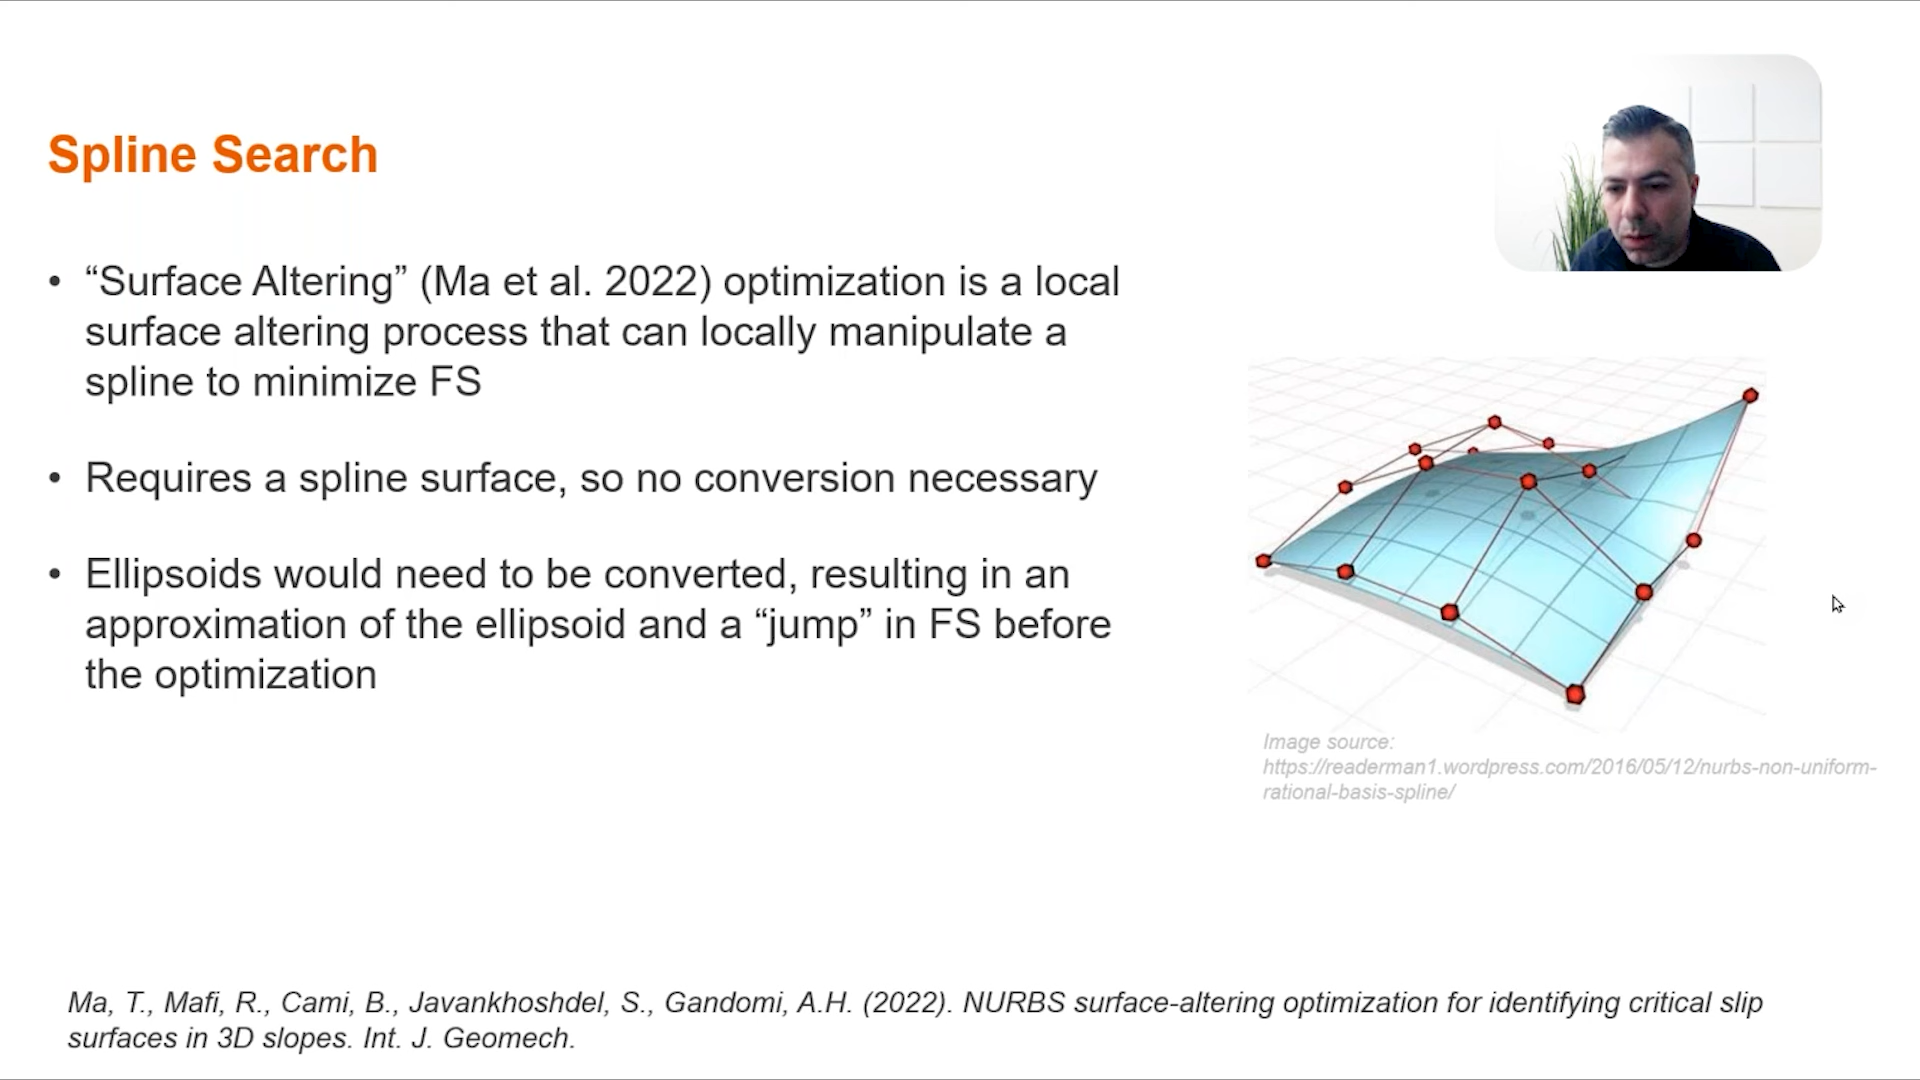 Spline Search
• “Surface Altering” (Ma et al. 2022) optimization is a local
surface altering process that can locally manipulate a
spline to minimize FS
• Requires a spline surface, so no conversion necessary
• Ellipsoids would need to be converted, resulting in an
approximation of the ellipsoid and a “jump” in FS before
the optimization
Image source:
https://readerman1.wordpress.com/2016/05/12/nurbs-non-uniform-
rational-basis-spline/
Ma, T., Mafi, R., Cami, B., Javankhoshdel, S., Gandomi, A.H. (2022). NURBS surface-altering optimization for identifying critical slip
surfaces in 3D slopes. Int. J. Geomech.